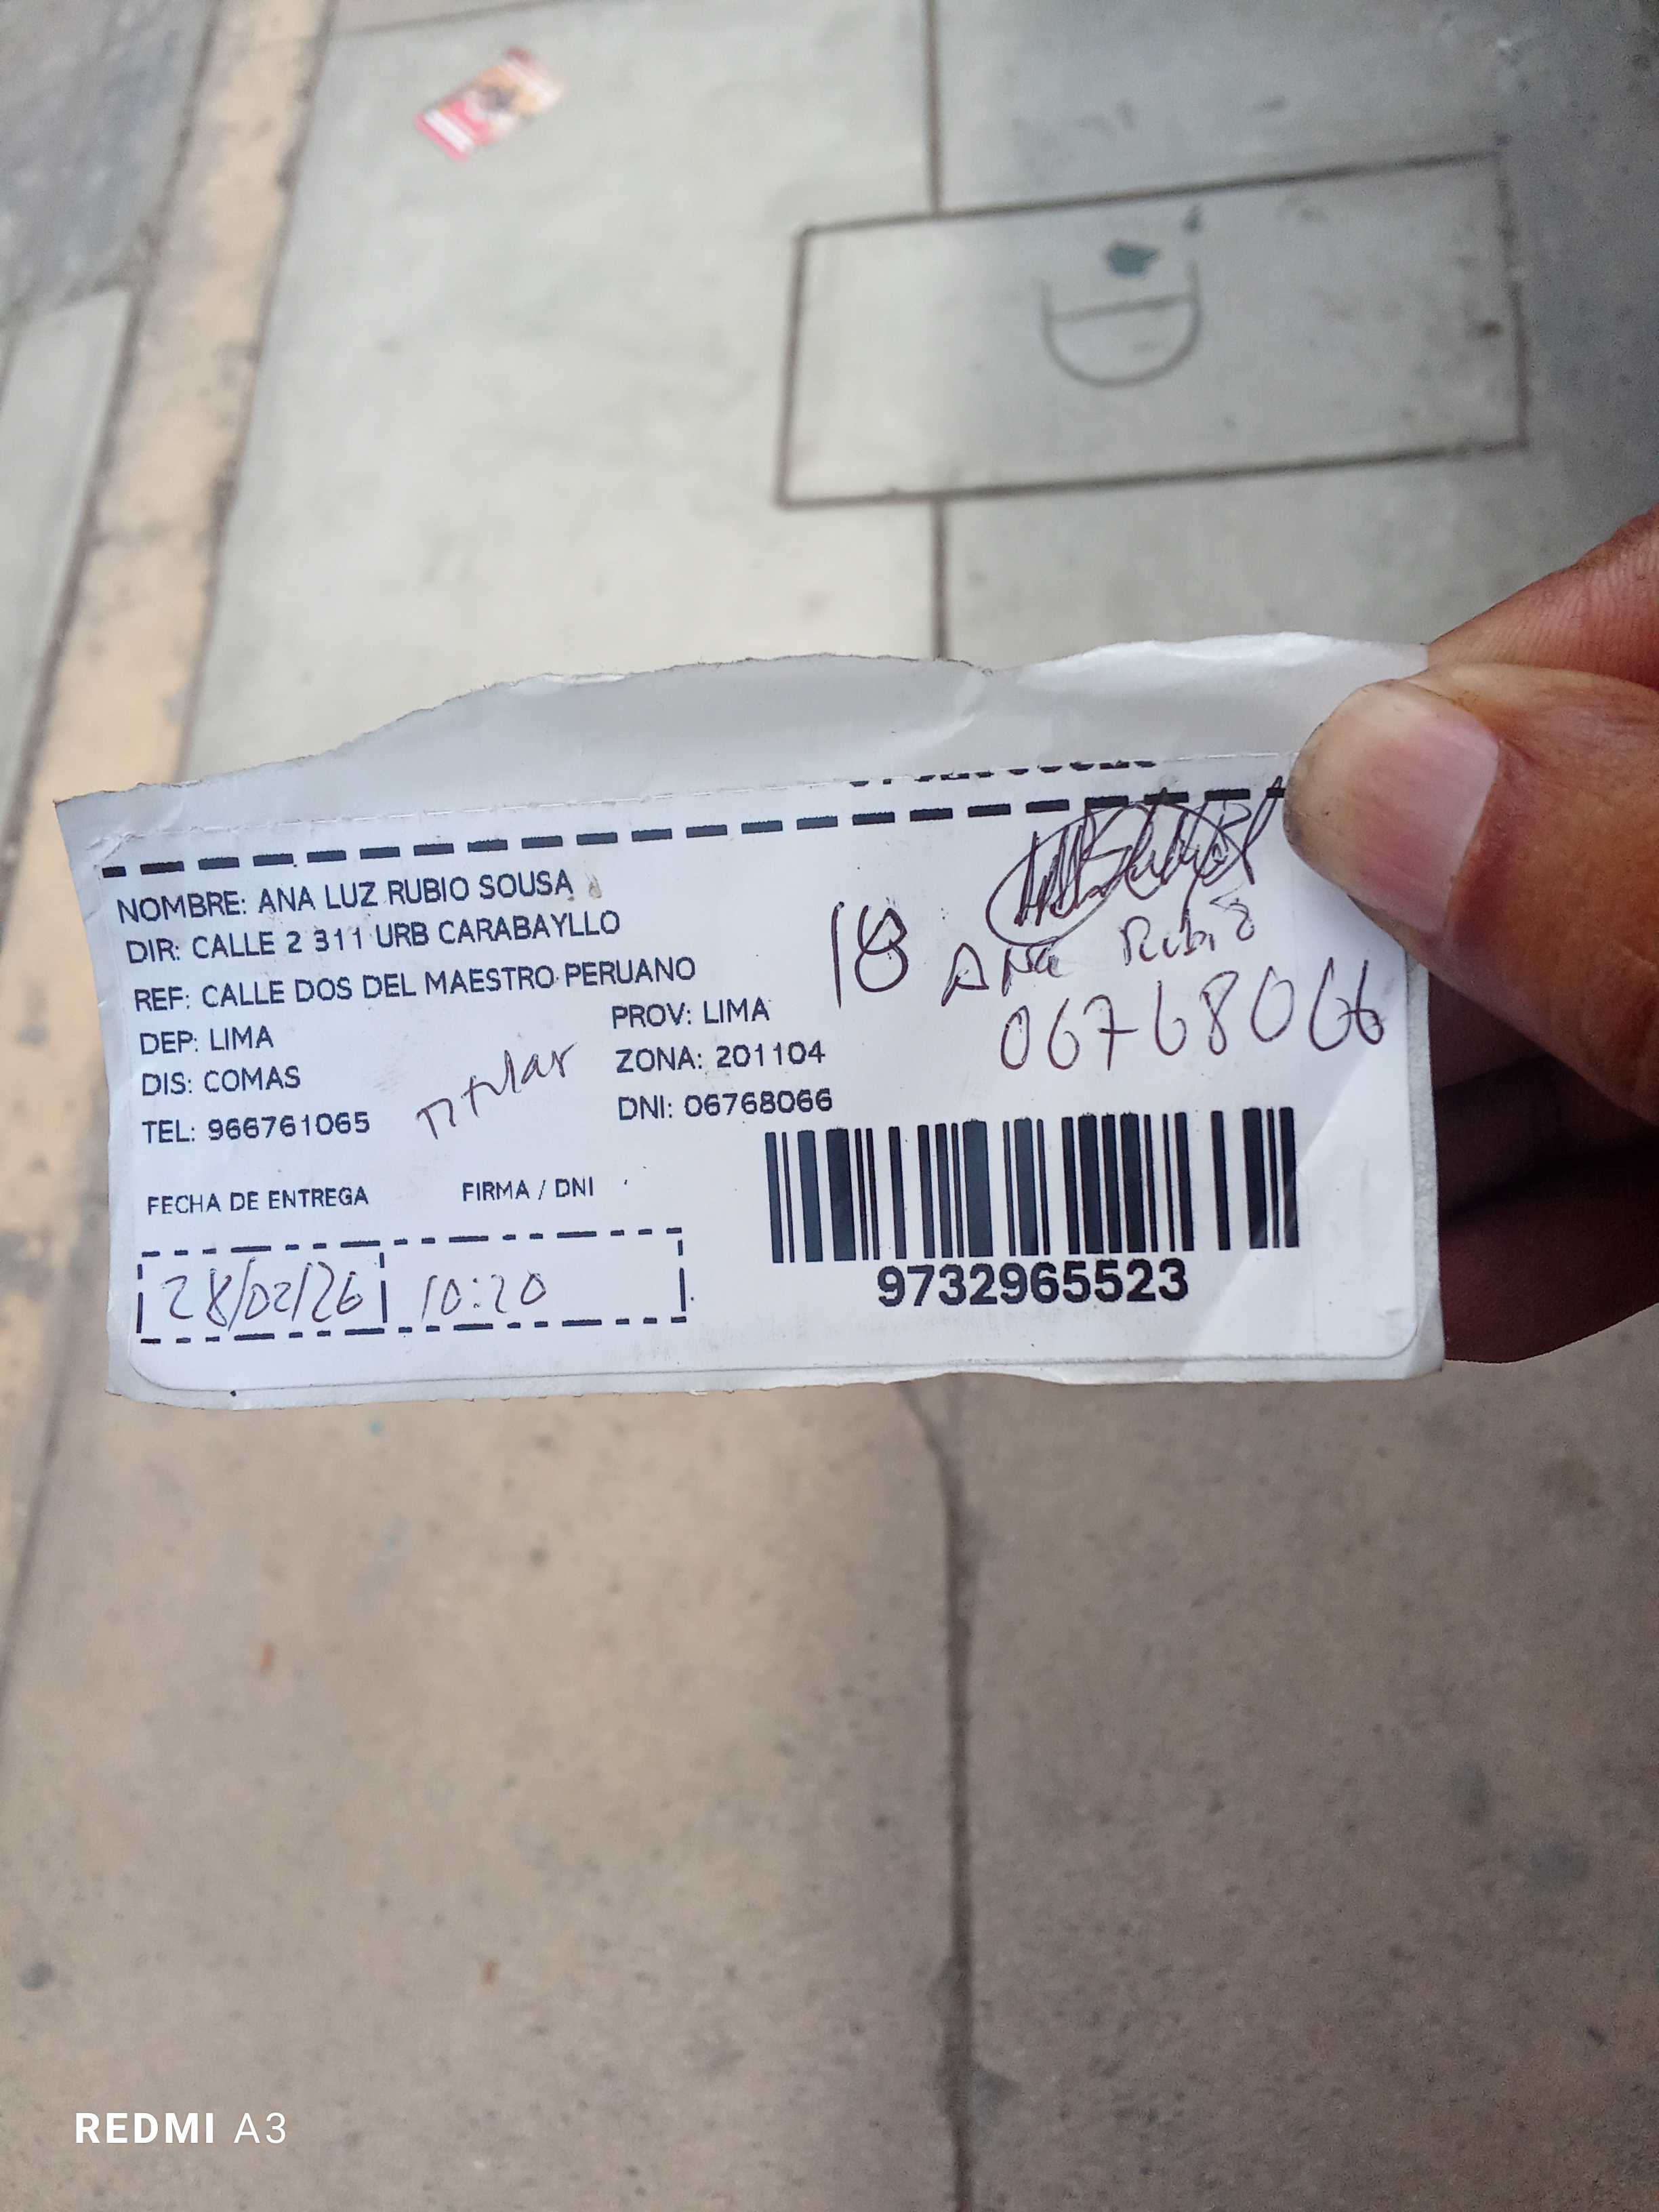 NOMBRE: ANA LUZ RUBIO SOUSA
DIR: CALLE 2 311 URB CARABAYLLO
REF: CALLE DOS DEL MAESTRO PERUANO
DEP: LIMA PROV: LIMA
DIS: COMAS ZONA: 201104
TEL: 966761065 Titular DNI: 06768066
18 Ana Rubio
06768066
FECHA DE ENTREGA FIRMA / DNI
28/02/26 10:20
9732965523
REDMI A3